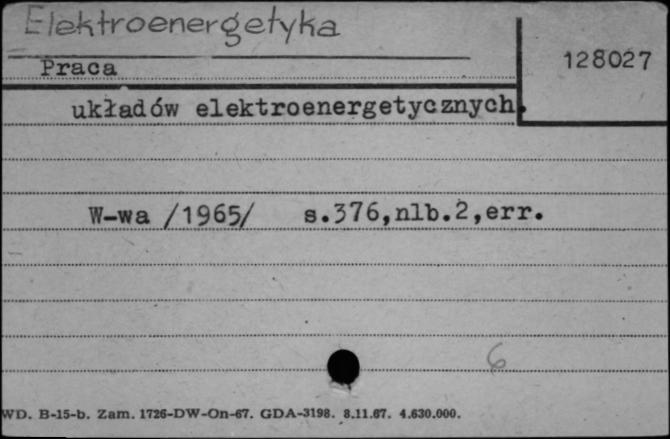 Elektroenergetyka
128027
Praca
układów elektroenergetycznych.
W-wa /1965/ s.376,nlb.2,err.
6
WD. B-15-b. Zam. 1726-DW-On-67. GDA-3198. 8.11.67. 4.630.000.